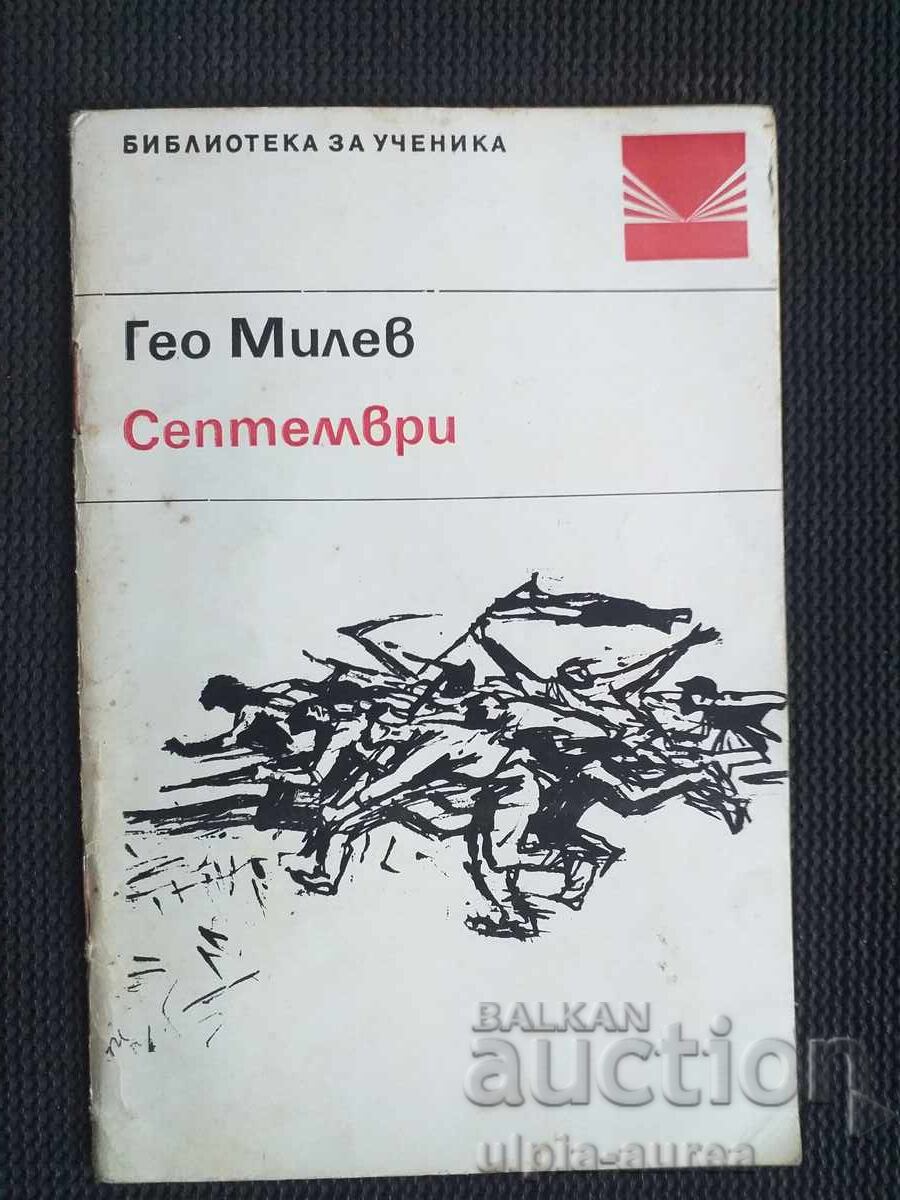 БИБЛИОТЕКА ЗА УЧЕНИКА
Гео Милев
Септември
BALKAN
auction
ulpia-aurea